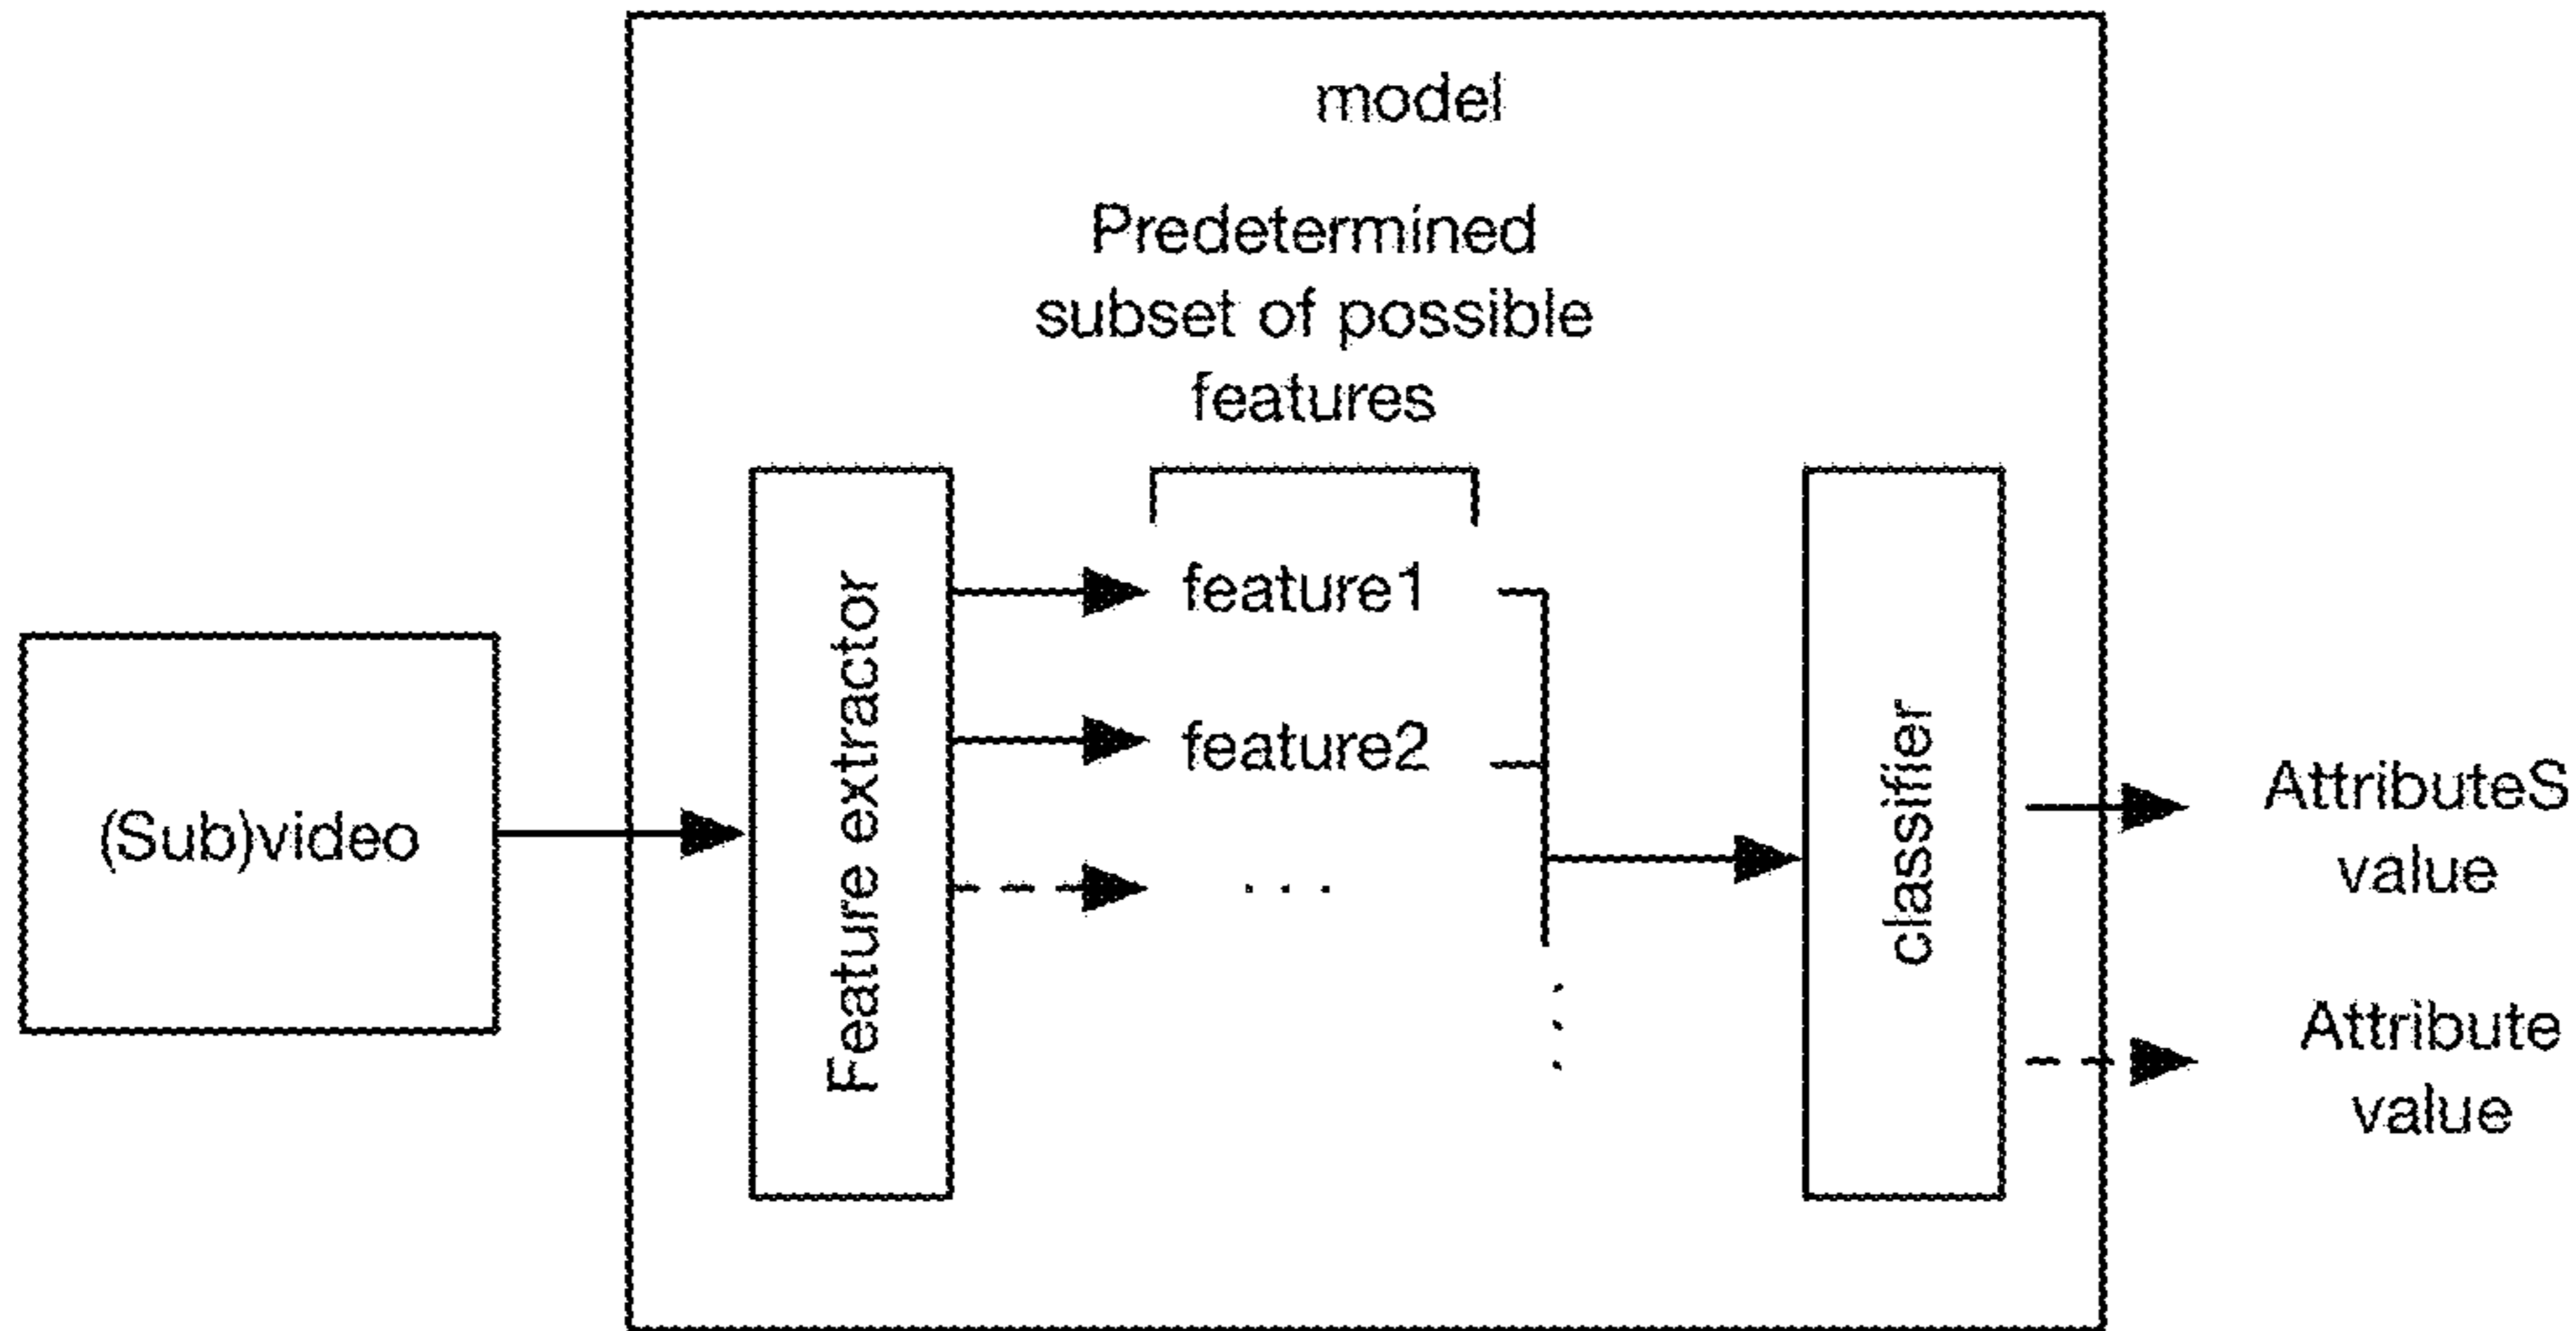 model
Predetermined
subset of possible
features
(Sub)video
Feature extractor
feature1
feature2
. . .
classifier
AttributeS
value
Attribute
value